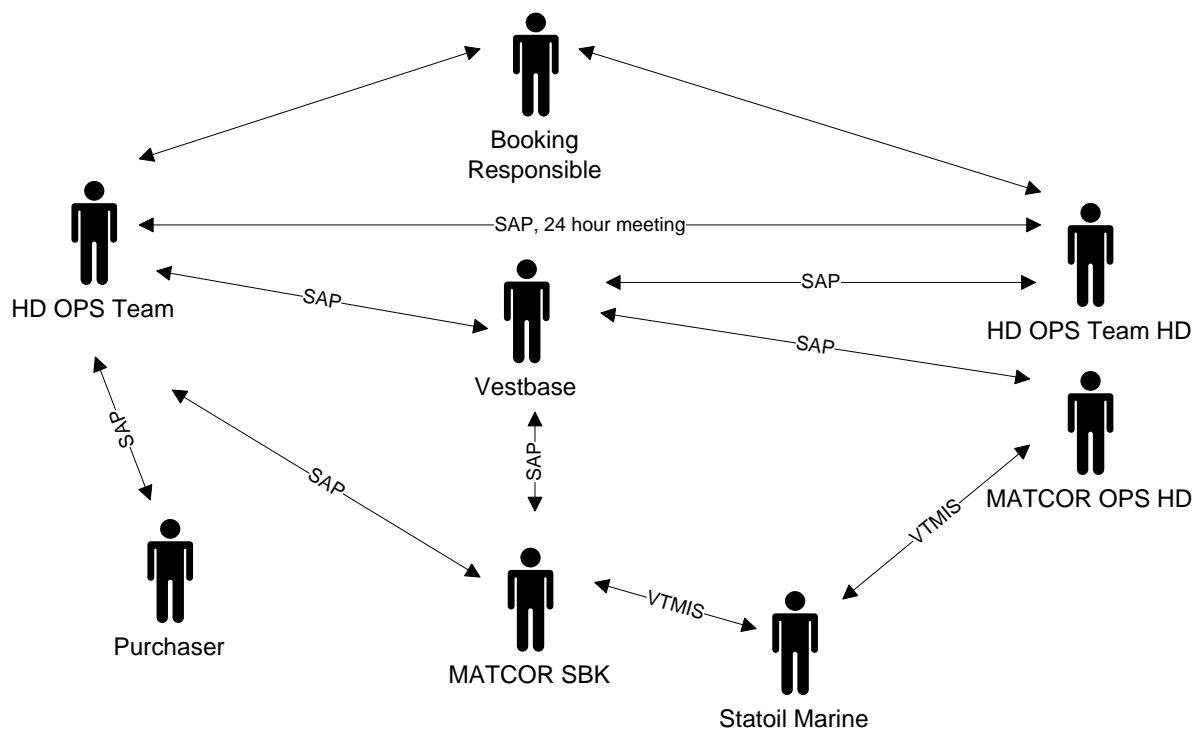 Booking
Responsible
SAP, 24 hour meeting
HD OPS Team
SAP
Vestbase
SAP
HD OPS Team HD
SAP
MATCOR OPS HD
SAP
SAP
SAP
Purchaser
MATCOR SBK
VTMIS
VTMIS
Statoil Marine